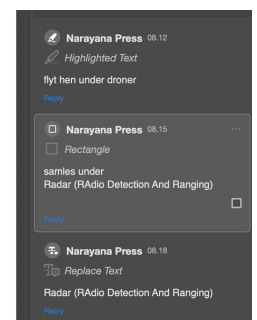 Narayana Press 08.12
Highlighted Text
flyt hen under droner
Reply
Narayana Press 08.15
Rectangle
samles under
Radar (RAdio Detection And Ranging)
Reply
Narayana Press 08.18
Replace Text
Radar (RAdio Detection And Ranging)
Reply